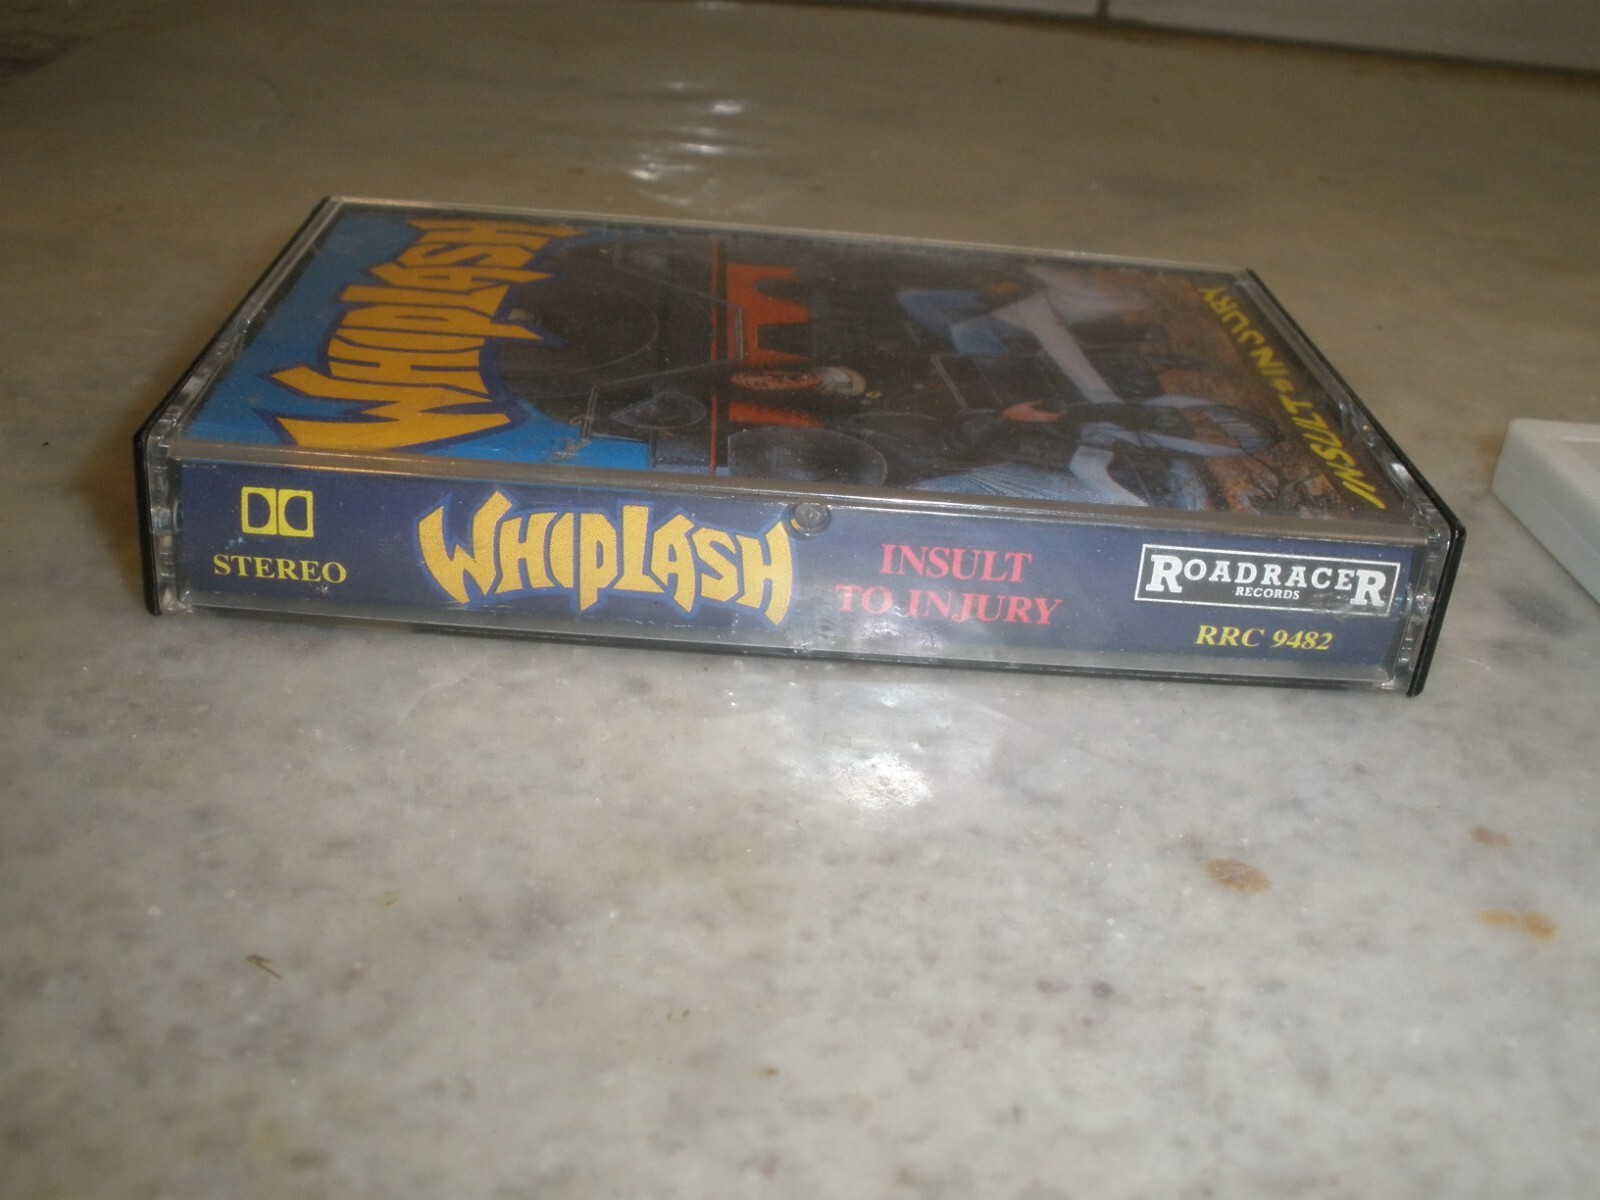 WHIPLASH
INSULT TO INJURY
STEREO
WHIPLASH
INSULT
TO INJURY
ROADRACER
RECORDS
RRC 9482